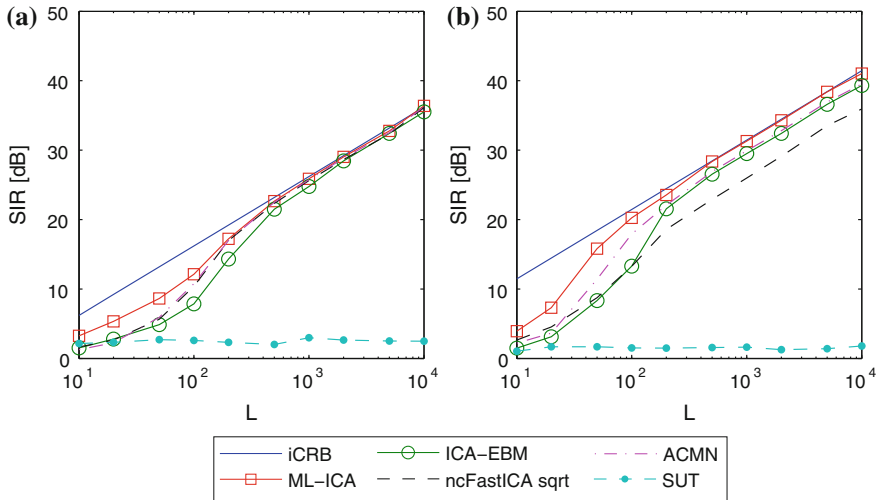 (a)
(b)
50
40
30
20
10
0
SIR [dB]
10^1
10^2
10^3
10^4
L
50
40
30
20
10
0
SIR [dB]
10^1
10^2
10^3
10^4
L
iCRB
ICA-EBM
ACMN
ML-ICA
ncFastICA sqrt
SUT